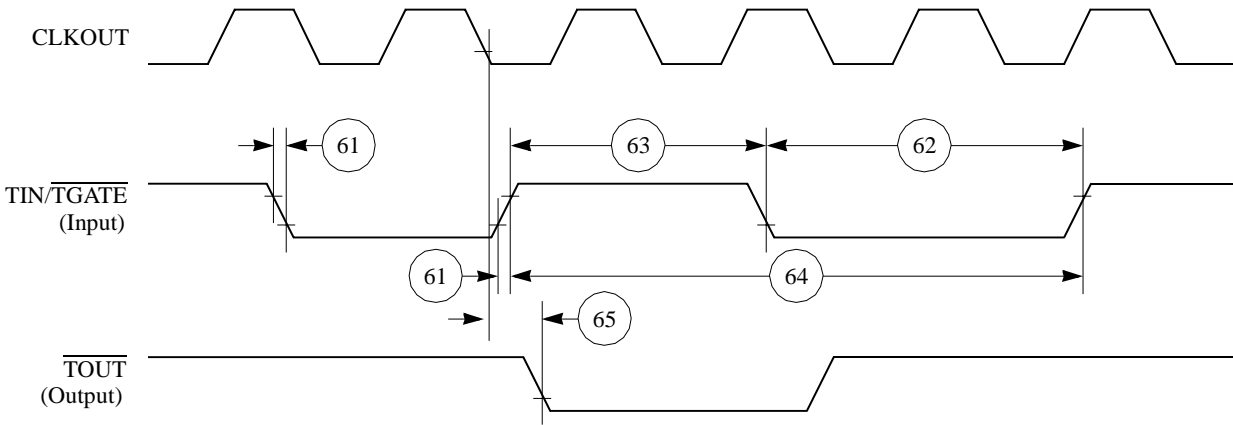 CLKOUT
61
63
62
TIN/TGATE
(Input)
61
64
65
TOUT
(Output)